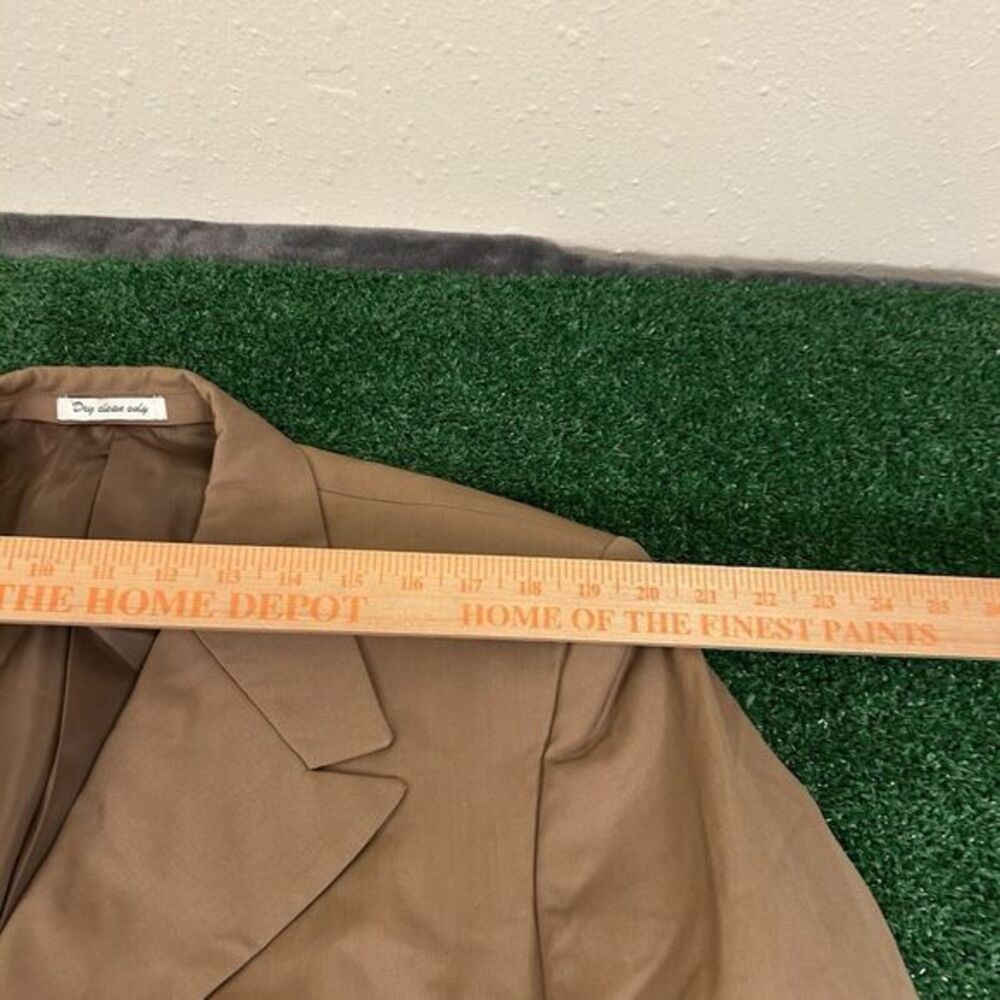 Dry clean only
10 11 12 13 14 15 16 17 18 19 20 21 22 23 24 25
THE HOME DEPOT HOME OF THE FINEST PAINTS